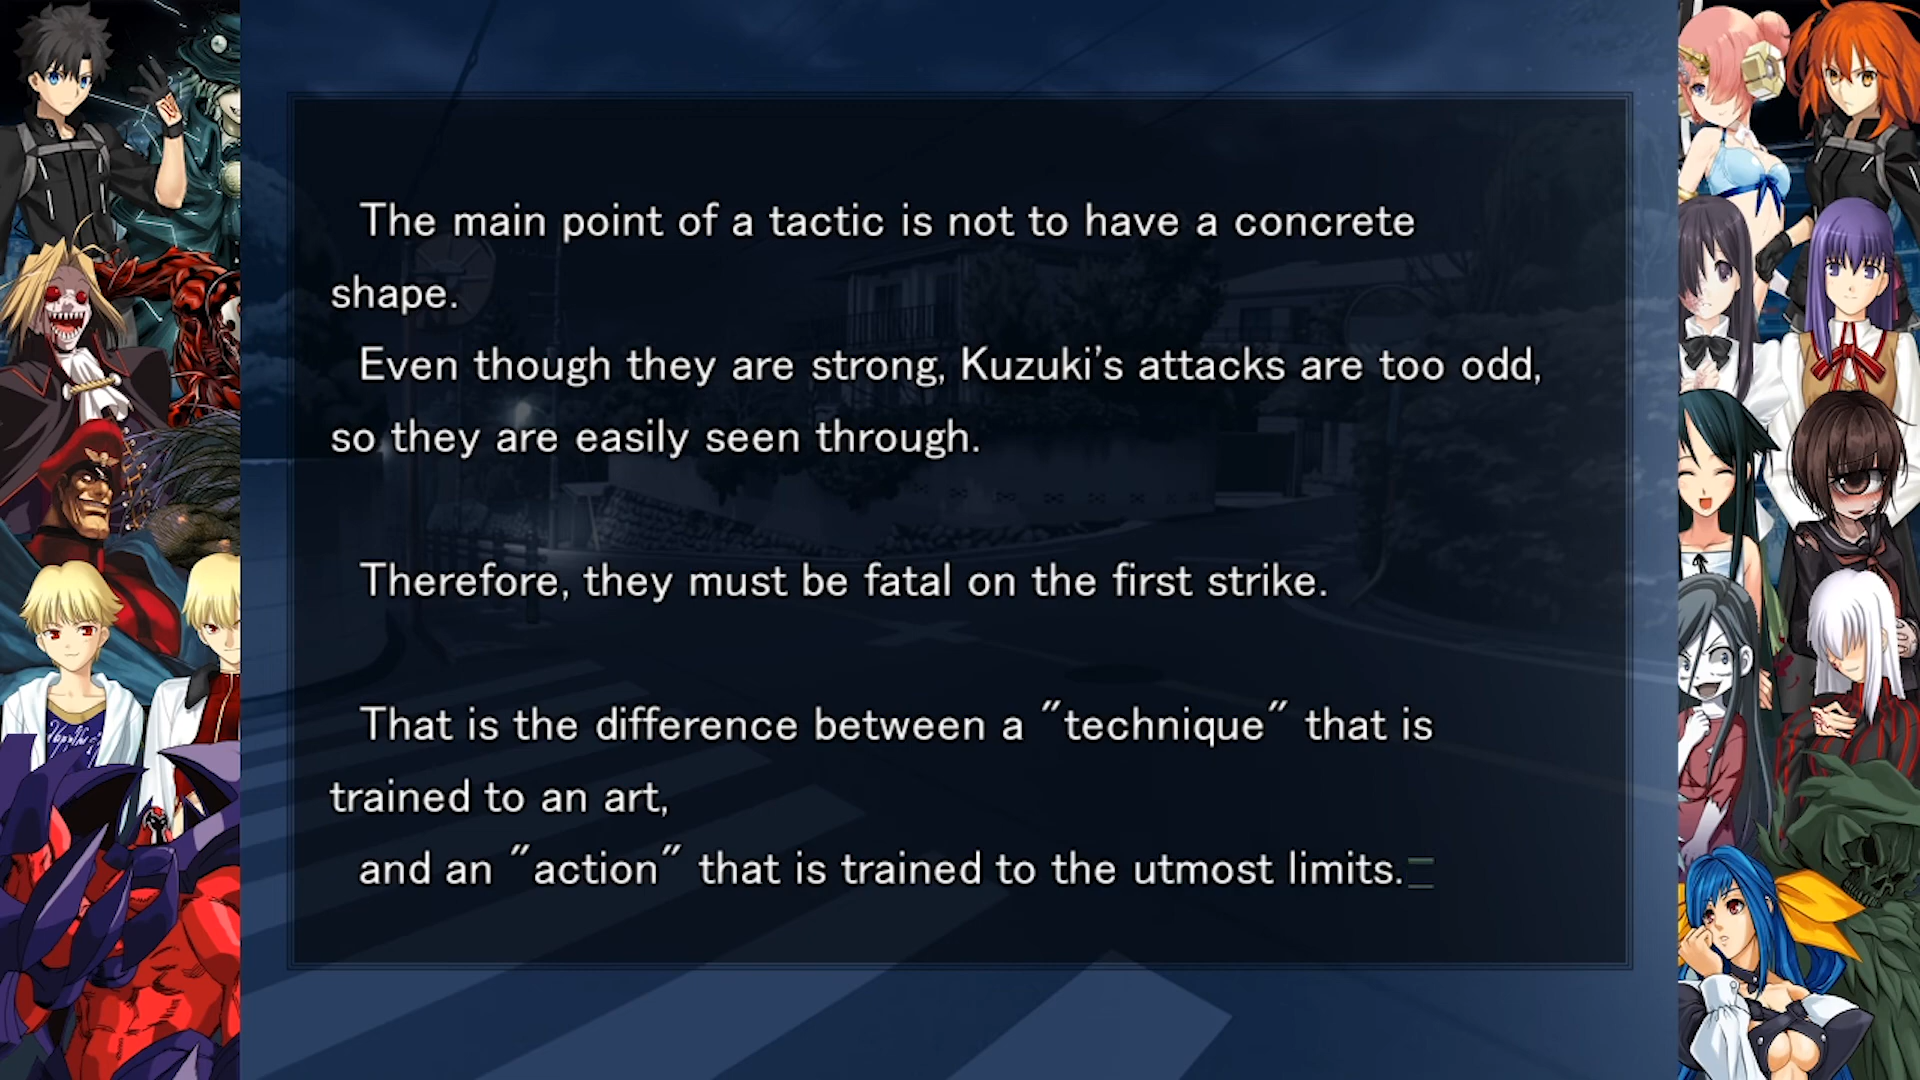 The main point of a tactic is not to have a concrete
shape.
Even though they are strong, Kuzuki's attacks are too odd,
so they are easily seen through.
Therefore, they must be fatal on the first strike.
That is the difference between a "technique" that is
trained to an art,
and an "action" that is trained to the utmost limits.